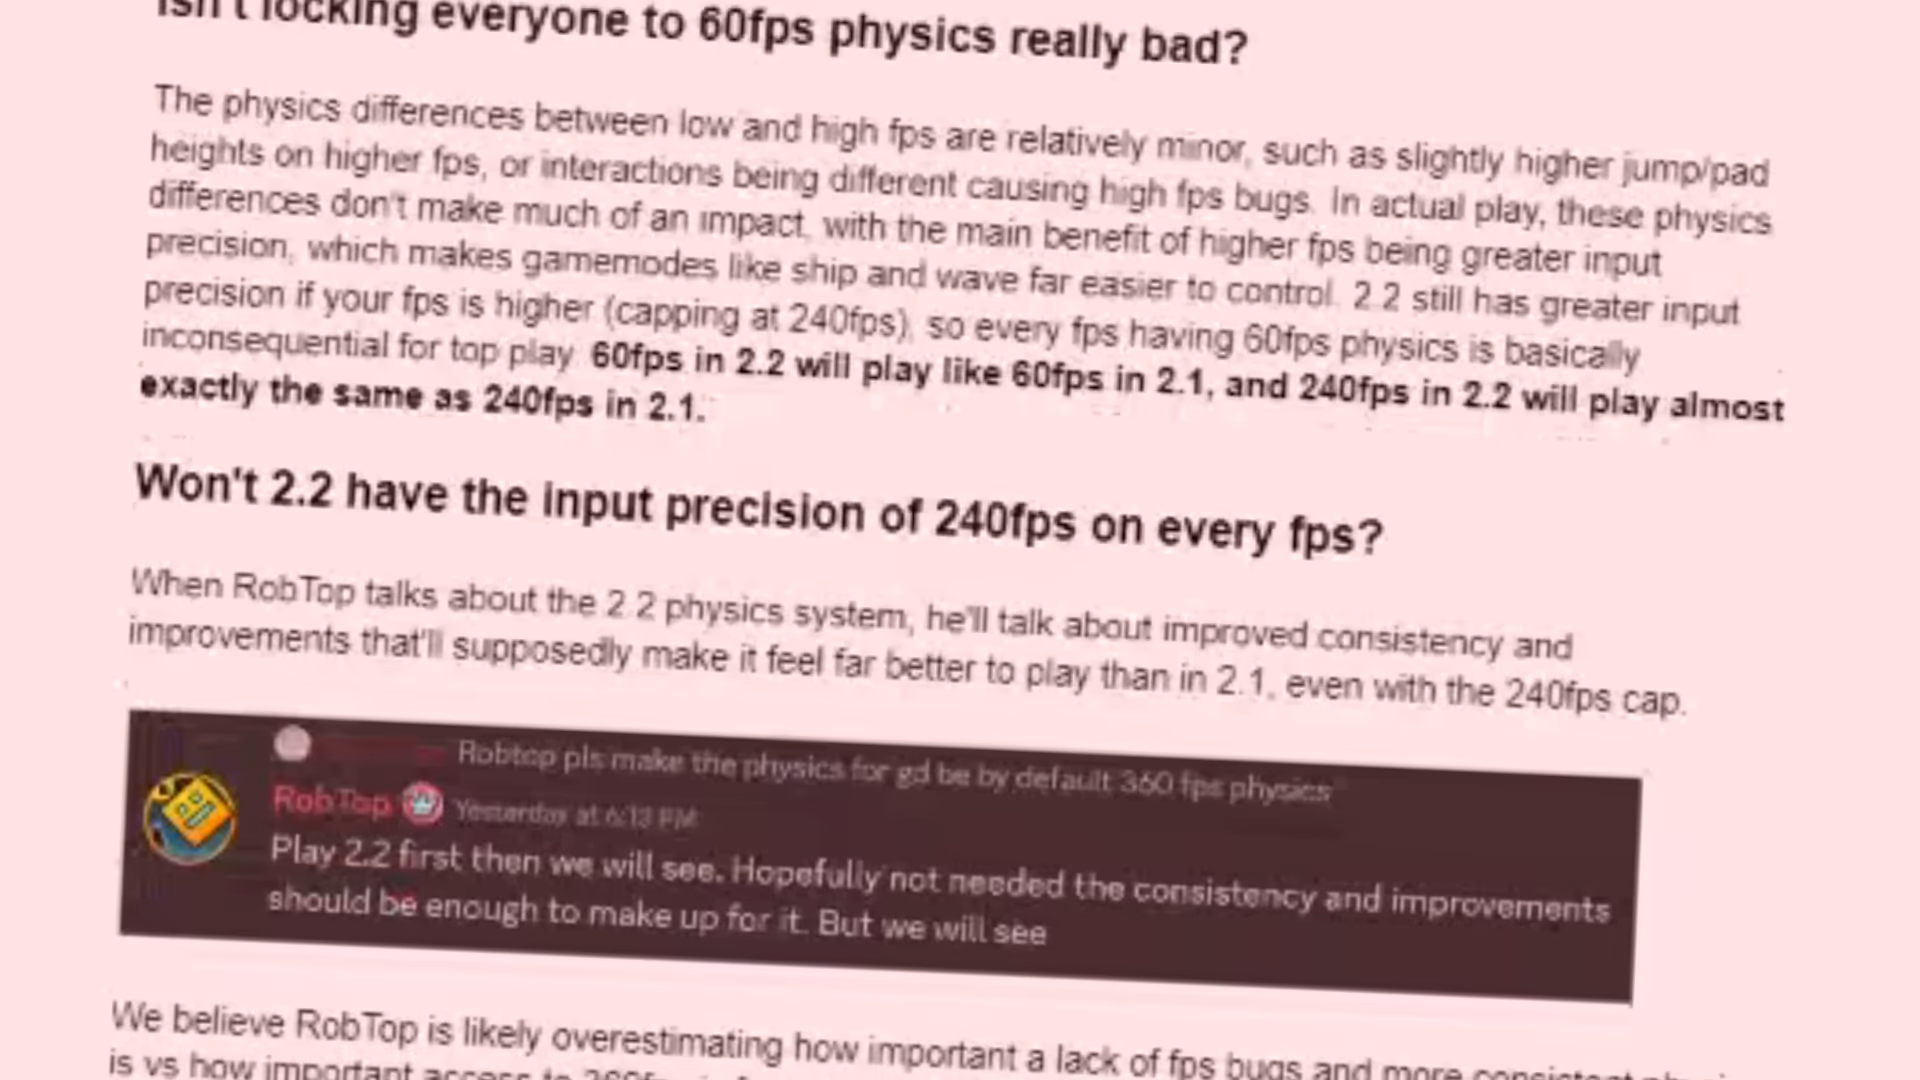 Isn't locking everyone to 60fps physics really bad?
The physics differences between low and high fps are relatively minor, such as slightly higher jump/pad
heights on higher fps, or interactions being different causing high fps bugs. In actual play, these physics
differences don't make much of an impact, with the main benefit of higher fps being greater input
precision, which makes gamemodes like ship and wave far easier to control. 2.2 still has greater input
precision if your fps is higher (capping at 240fps), so every fps having 60fps physics is basically
inconsequential for top play. 60fps in 2.2 will play like 60fps in 2.1, and 240fps in 2.2 will play almost
exactly the same as 240fps in 2.1.
Won't 2.2 have the input precision of 240fps on every fps?
When RobTop talks about the 2.2 physics system, he'll talk about improved consistency and
improvements that'll supposedly make it feel far better to play than in 2.1, even with the 240fps cap.
Robtop pls make the physics for gd be by default 360 fps physics
RobTop Yesterday at 6:13 PM
Play 2.2 first then we will see. Hopefully not needed the consistency and improvements
should be enough to make up for it. But we will see
We believe RobTop is likely overestimating how important a lack of fps bugs and more consistent
is vs how important access to